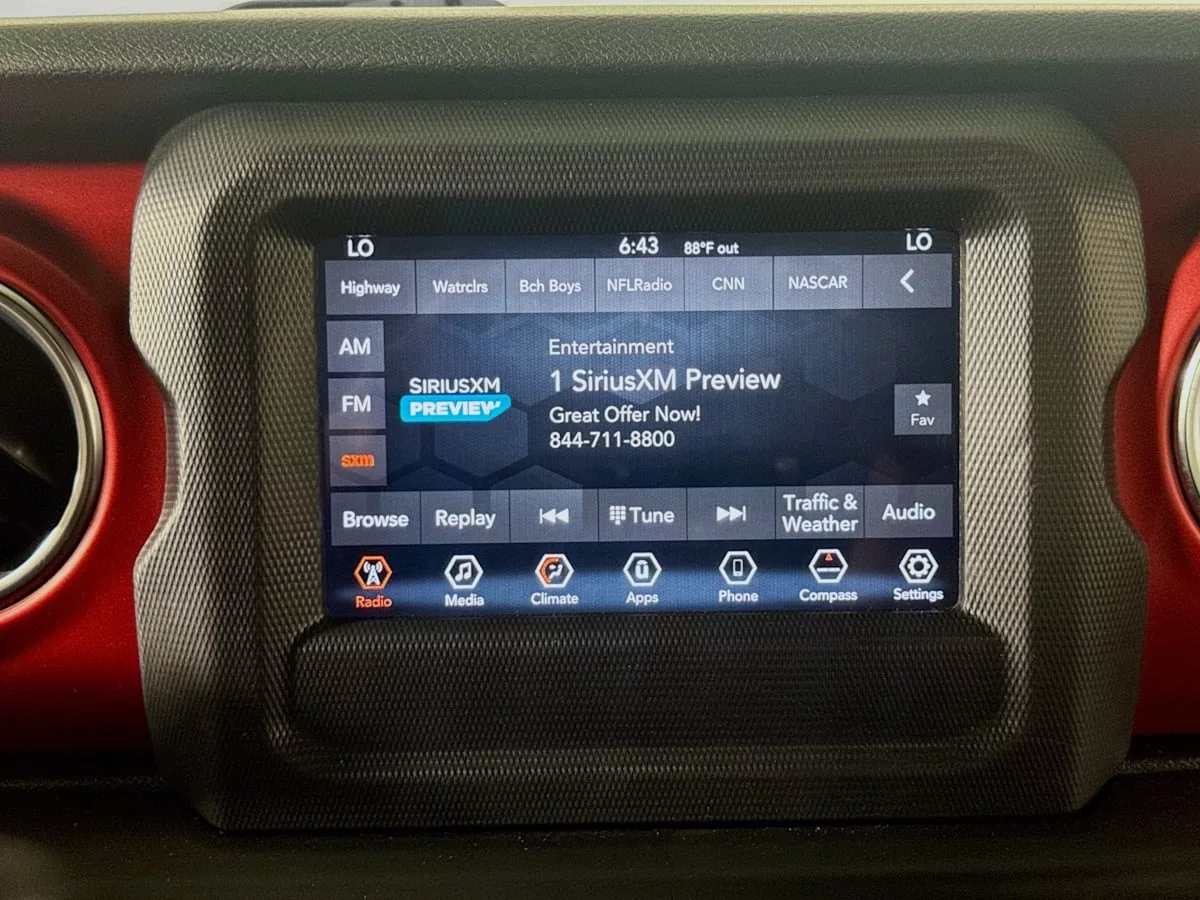 LO 6:43 88°F out LO
Highway Watrclrs Bch Boys NFLRadio CNN NASCAR
AM
FM
sxm
SIRIUSXM
PREVIEW
Entertainment
1 SiriusXM Preview
Great Offer Now!
844-711-8800
Fav
Browse Replay Tune Traffic & Weather Audio
Radio Media Climate Apps Phone Compass Settings